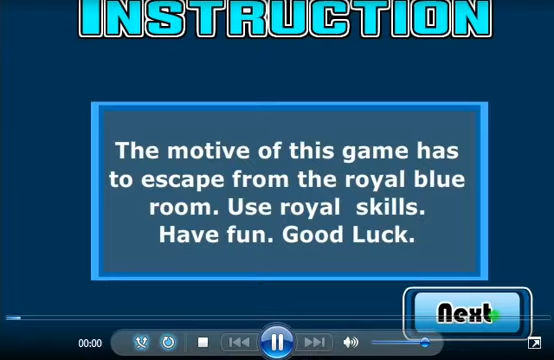 INSTRUCTION
The motive of this game has
to escape from the royal blue
room. Use royal skills.
Have fun. Good Luck.
Next
00:00